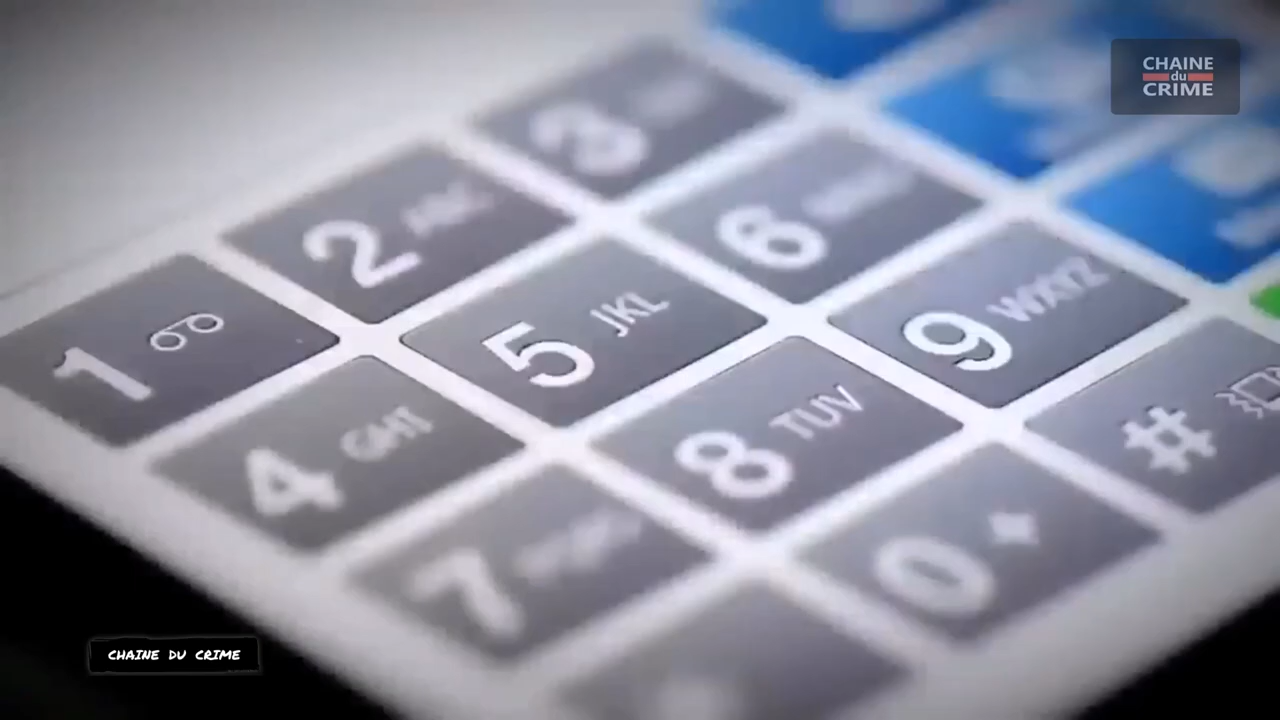 CHAINE
du
CRIME
3
2 ABC
6
1
5 JKL
9 WXYZ
4 GHI
8 TUV
#
7
0 +
CHAINE DU CRIME